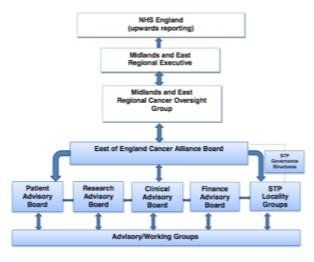 NHS England
(upwards reporting)
Midlands and East
Regional Executive
Midlands and East
Regional Cancer Oversight
Group
East of England Cancer Alliance Board
STP
Governance
Structures
Patient
Advisory
Board
Research
Advisory
Board
Clinical
Advisory
Board
Finance
Advisory
Board
STP
Locality
Groups
Advisory/Working Groups